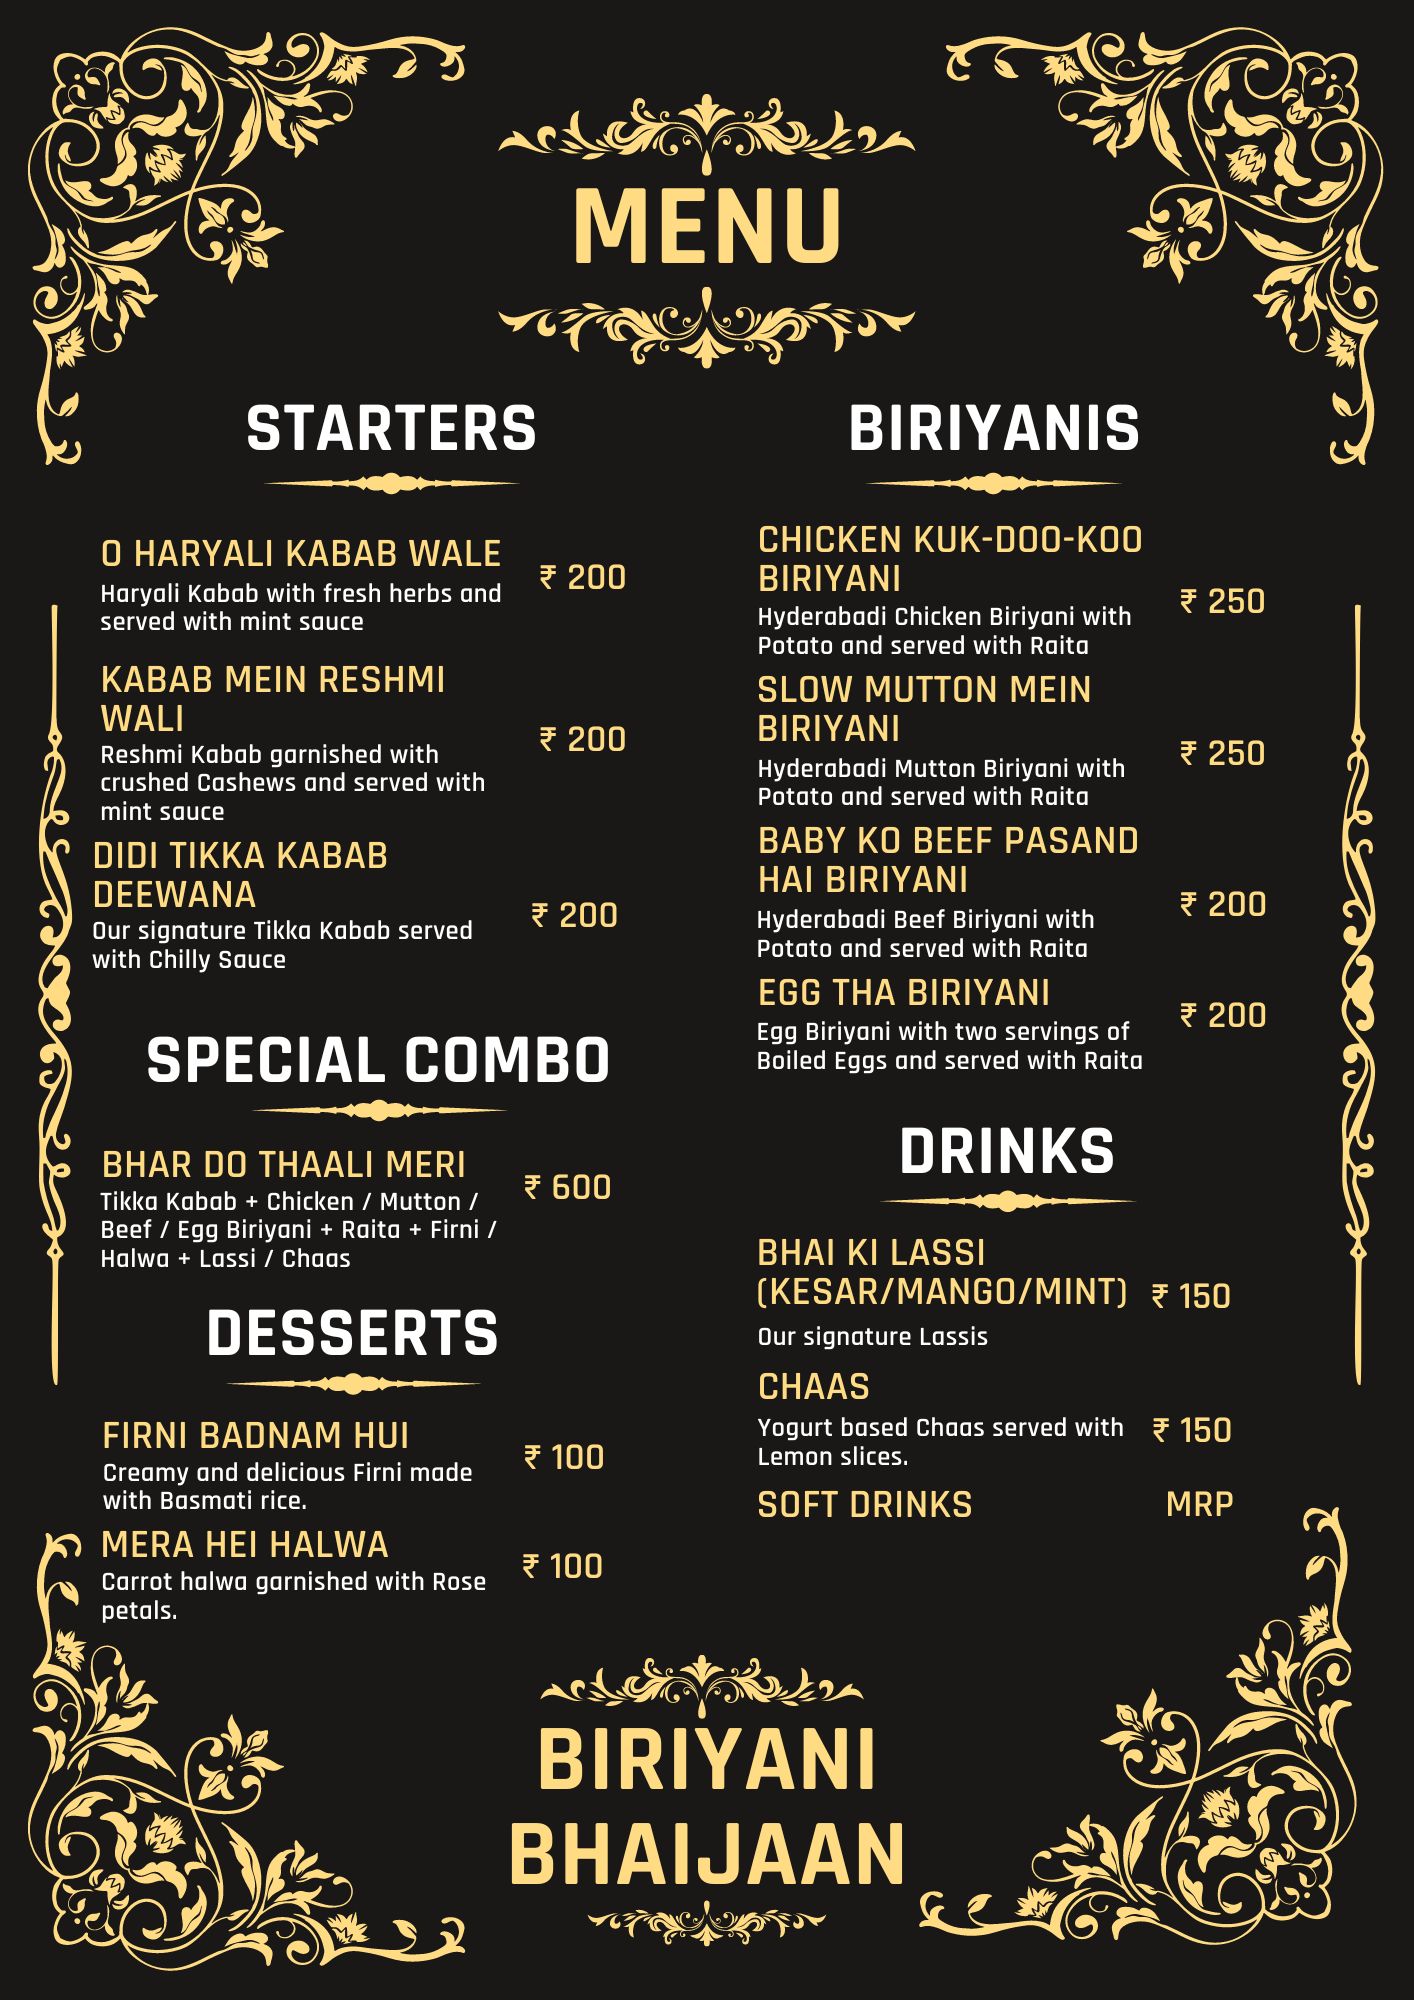 MENU
STARTERS
O HARYALI KABAB WALE
₹ 200
Haryali Kabab with fresh herbs and
served with mint sauce
KABAB MEIN RESHMI
WALI
₹ 200
Reshmi Kabab garnished with
crushed Cashews and served with
mint sauce
DIDI TIKKA KABAB
DEEWANA
₹ 200
Our signature Tikka Kabab served
with Chilly Sauce
SPECIAL COMBO
BHAR DO THAALI MERI
₹ 600
Tikka Kabab + Chicken / Mutton /
Beef / Egg Biriyani + Raita + Firni /
Halwa + Lassi / Chaas
DESSERTS
FIRNI BADNAM HUI
₹ 100
Creamy and delicious Firni made
with Basmati rice.
MERA HEI HALWA
₹ 100
Carrot halwa garnished with Rose
petals.
BIRIYANIS
CHICKEN KUK-DOO-KOO
BIRIYANI
₹ 250
Hyderabadi Chicken Biriyani with
Potato and served with Raita
SLOW MUTTON MEIN
BIRIYANI
₹ 250
Hyderabadi Mutton Biriyani with
Potato and served with Raita
BABY KO BEEF PASAND
HAI BIRIYANI
₹ 200
Hyderabadi Beef Biriyani with
Potato and served with Raita
EGG THA BIRIYANI
₹ 200
Egg Biriyani with two servings of
Boiled Eggs and served with Raita
DRINKS
BHAI KI LASSI
(KESAR/MANGO/MINT)
₹ 150
Our signature Lassis
CHAAS
₹ 150
Yogurt based Chaas served with
Lemon slices.
SOFT DRINKS
MRP
BIRIYANI
BHAIJAAN